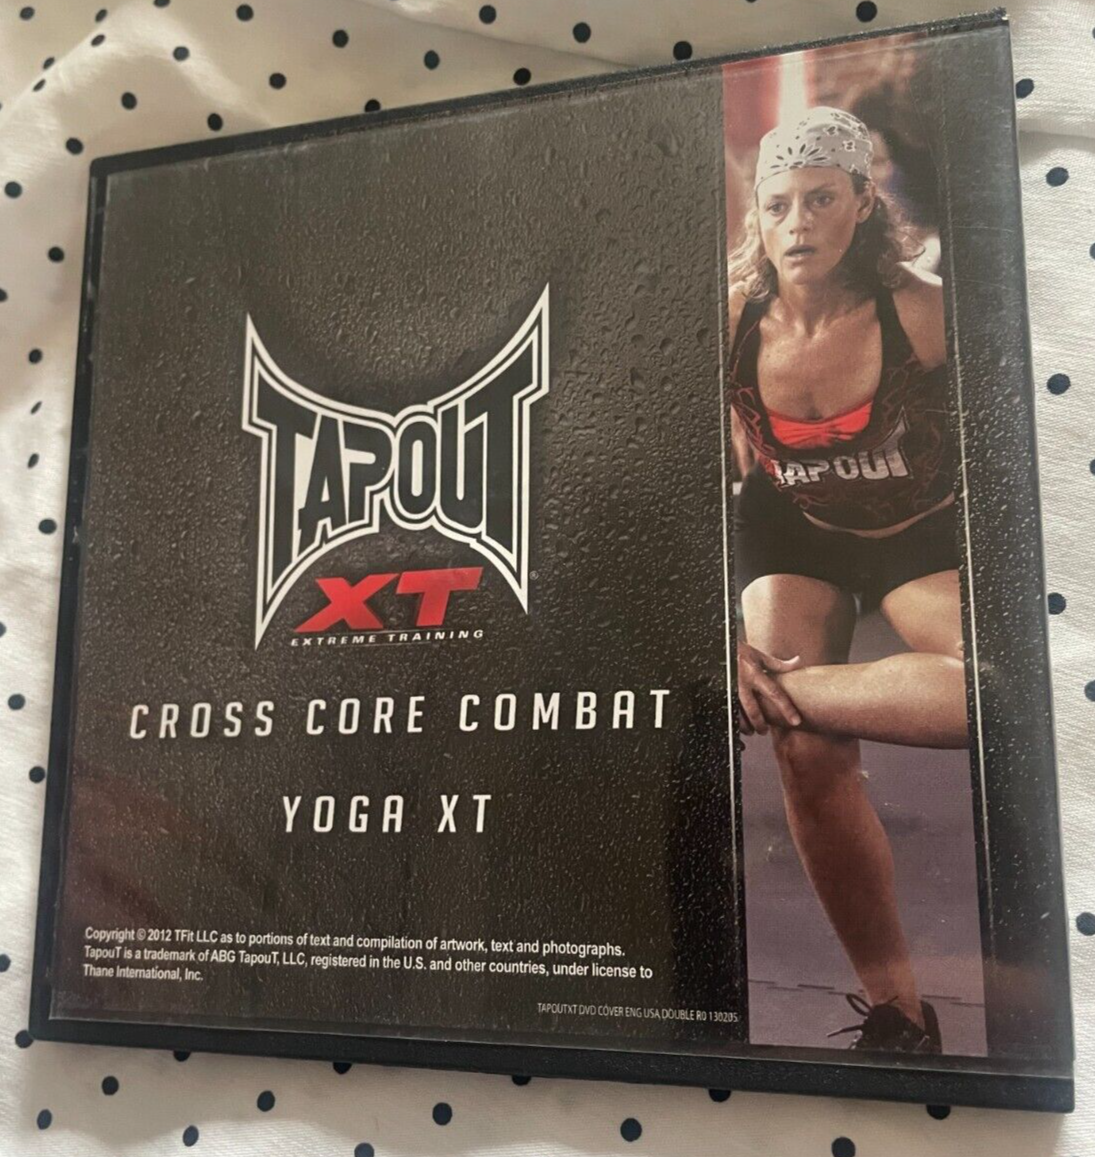 TAPOUT
XT
®
EXTREME TRAINING
TAPOUT
CROSS CORE COMBAT
YOGA XT
Copyright © 2012 TFit LLC as to portions of text and compilation of artwork, text and photographs.
TapouT is a trademark of ABG TapouT, LLC, registered in the U.S. and other countries, under license to
Thane International, Inc.
TAPOUTXT DVD COVER ENG USA DOUBLE R0 130205